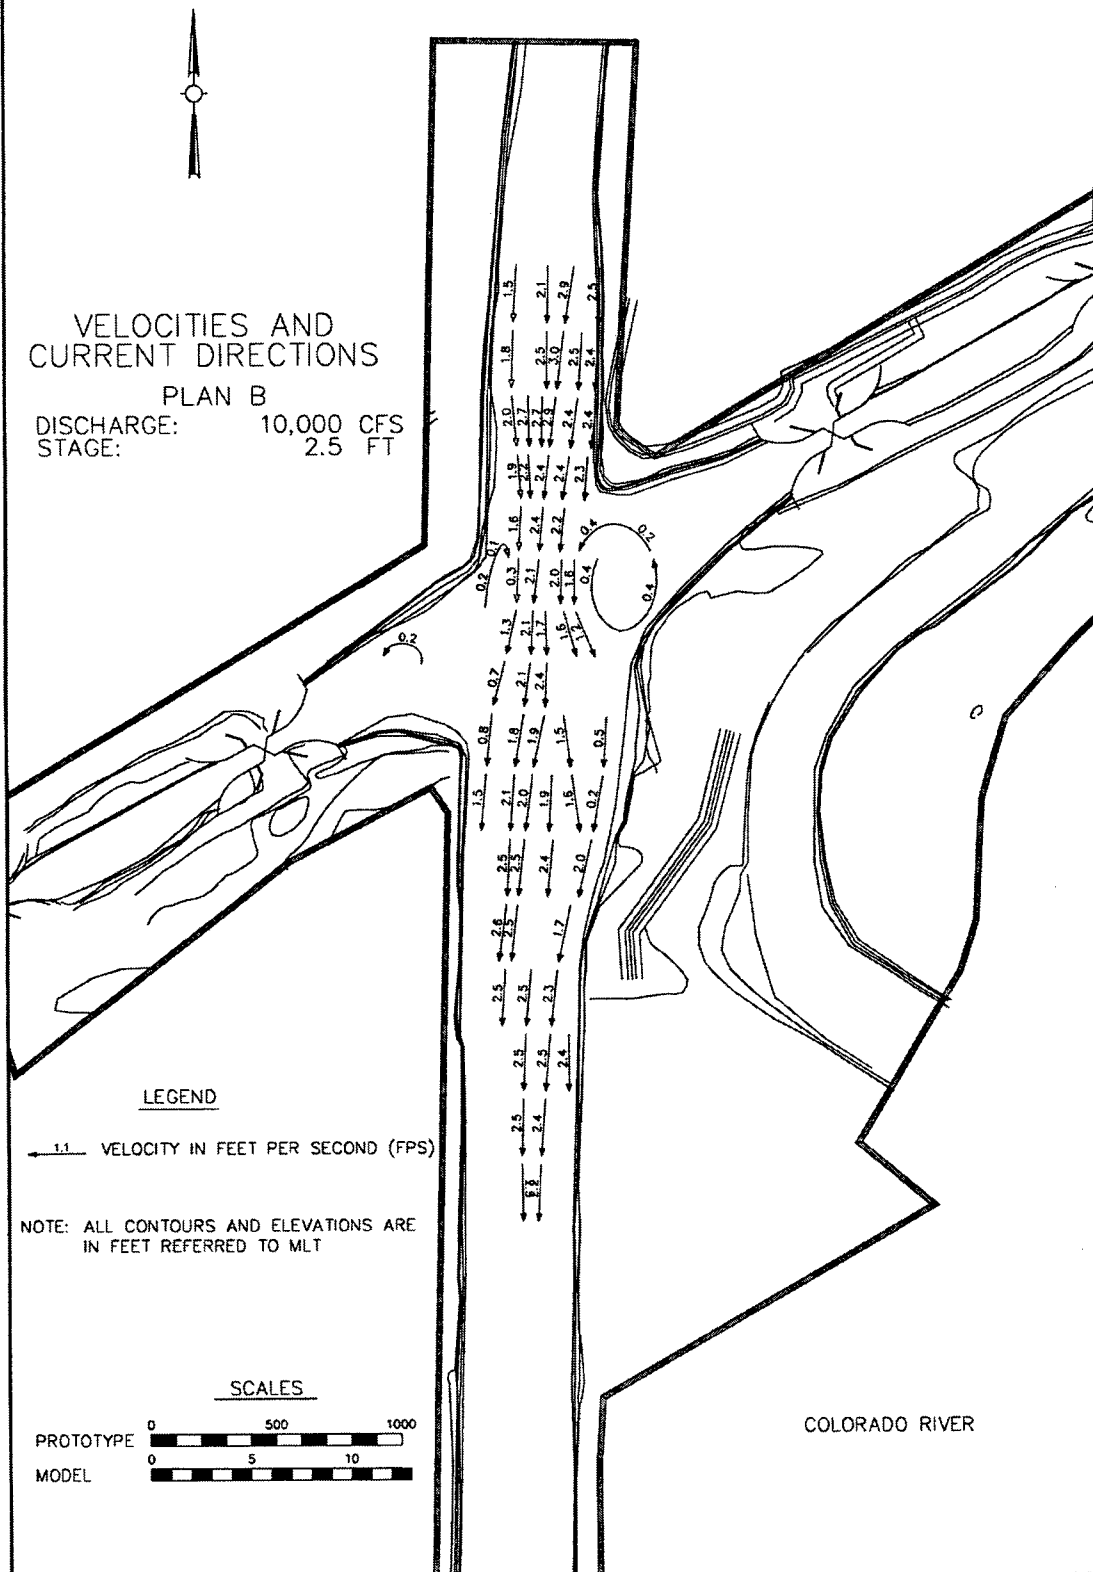 VELOCITIES AND
CURRENT DIRECTIONS
PLAN B
DISCHARGE: 10,000 CFS
STAGE: 2.5 FT
1.5 2.1 2.9 2.5
1.8 2.5 3.0 2.5 2.4
2.0 2.7 2.7 2.9 2.4 2.4
1.9 2.2 2.4 2.4 2.3
1.6 2.4 2.2 0.4 0.2
0.1
0.2 0.3 2.1 2.0 1.8 0.4 0.4
1.3 2.1 1.7 1.6 1.2
0.2
0.7 2.1 2.4
0.8 1.8 1.9 1.5 0.5
1.5 2.1 2.0 1.9 1.6 0.2
2.5 2.5 2.4 2.0
2.6 2.5 1.7
2.5 2.5 2.3
2.5 2.5 2.4
2.5 2.4
LEGEND
1.1 VELOCITY IN FEET PER SECOND (FPS)
NOTE: ALL CONTOURS AND ELEVATIONS ARE
IN FEET REFERRED TO MLT
SCALES
0 500 1000
PROTOTYPE
0 5 10
MODEL
COLORADO RIVER